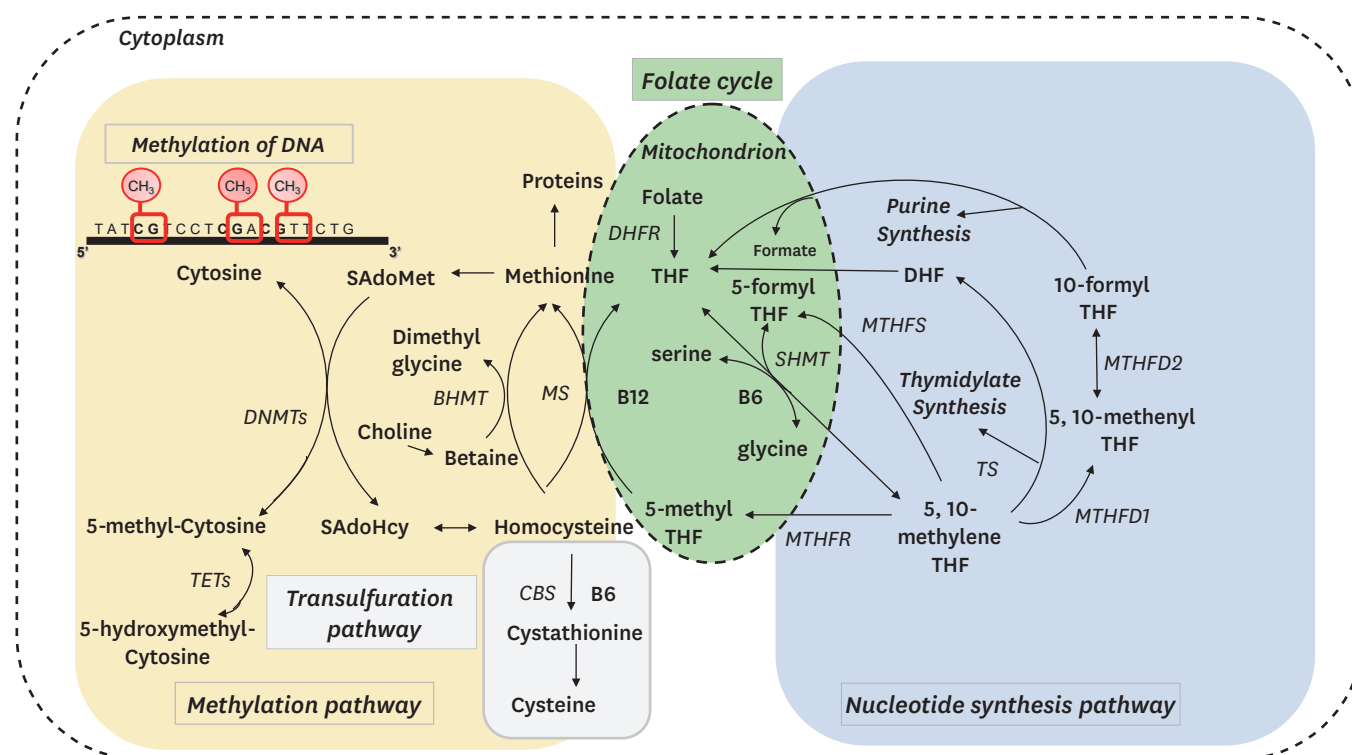 Cytoplasm
Methylation of DNA
CH3
CH3
CH3
TATCGTCCTCCGACGTTCTG
5'
3'
Cytosine
SAdoMet
Methionine
Proteins
Dimethyl
glycine
BHMT
MS
DNMTs
Choline
Betaine
5-methyl-Cytosine
SAdoHcy
Homocysteine
TETs
5-hydroxymethyl-
Cytosine
Transulfuration
pathway
CBS
B6
Cystathionine
Cysteine
Methylation pathway
Folate cycle
Mitochondrion
Folate
DHFR
Formate
THF
5-formyl
THF
serine
SHMT
B12
B6
glycine
5-methyl
THF
MTHFR
Purine
Synthesis
DHF
10-formyl
THF
MTHFS
MTHFD2
Thymidylate
Synthesis
5, 10-methenyl
THF
TS
MTHFD1
5, 10-
methylene
THF
Nucleotide synthesis pathway